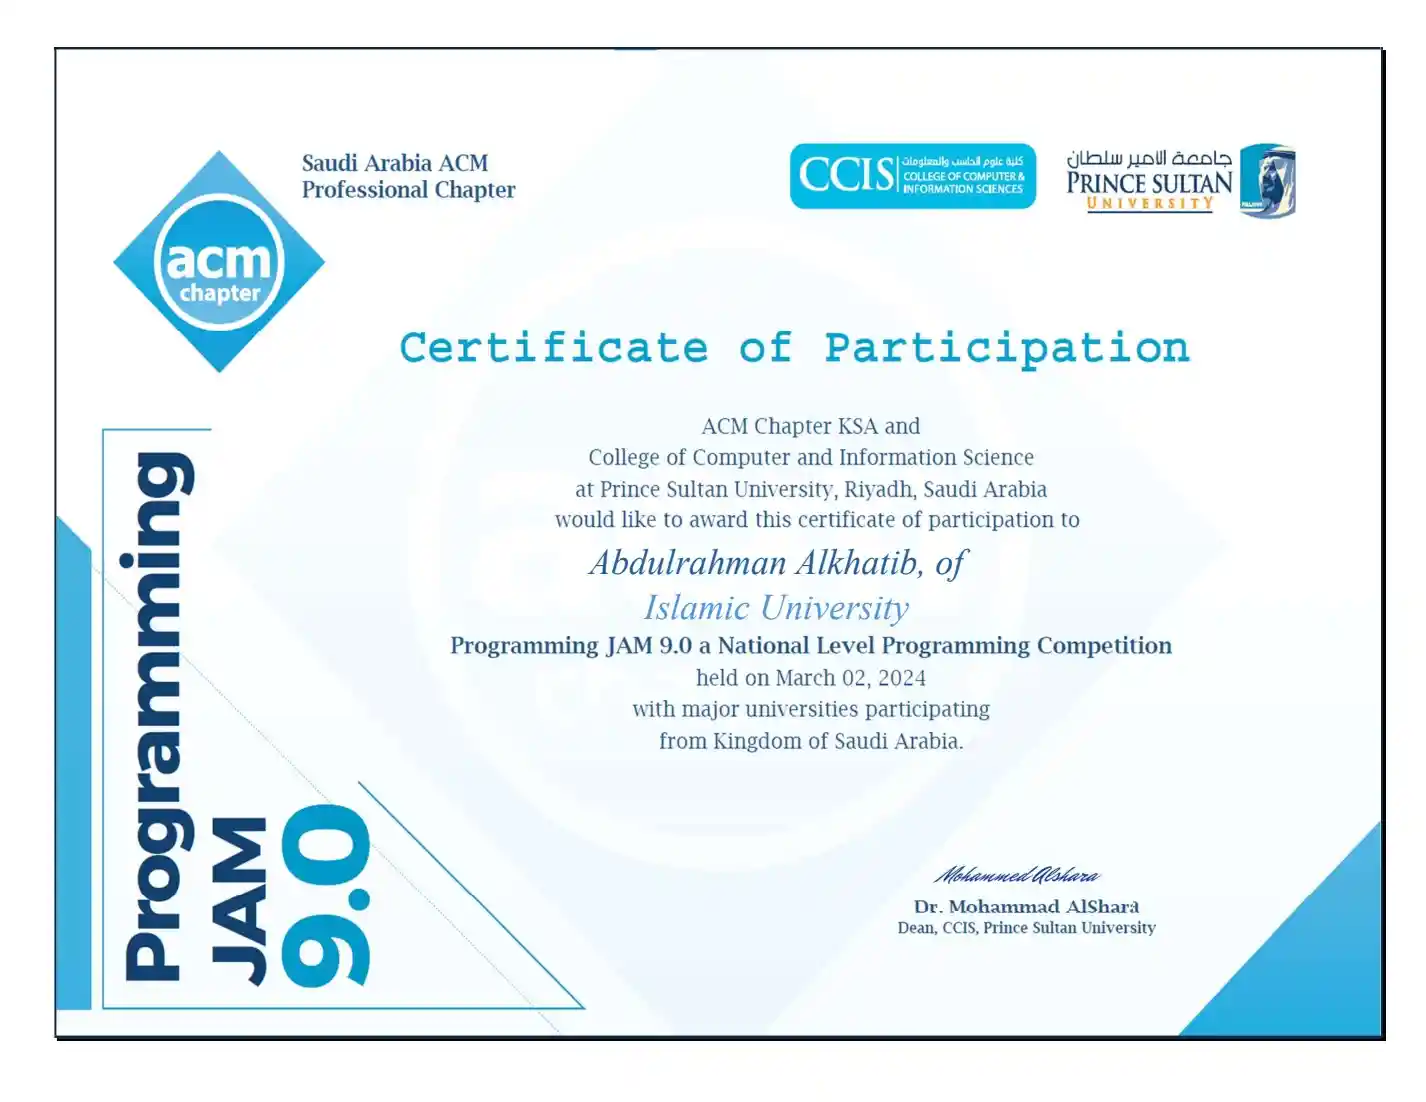 Saudi Arabia ACM
Professional Chapter
acm
chapter
CCIS
كلية علوم الحاسب والمعلومات
COLLEGE OF COMPUTER &
INFORMATION SCIENCES
جامعة الامير سلطان
PRINCE SULTAN
UNIVERSITY
Certificate of Participation
ACM Chapter KSA and
College of Computer and Information Science
at Prince Sultan University, Riyadh, Saudi Arabia
would like to award this certificate of participation to
Abdulrahman Alkhatib, of
Islamic University
Programming JAM 9.0 a National Level Programming Competition
held on March 02, 2024
with major universities participating
from Kingdom of Saudi Arabia.
Programming
JAM
9.0
Mohammed Alshara
Dr. Mohammad AlShara
Dean, CCIS, Prince Sultan University